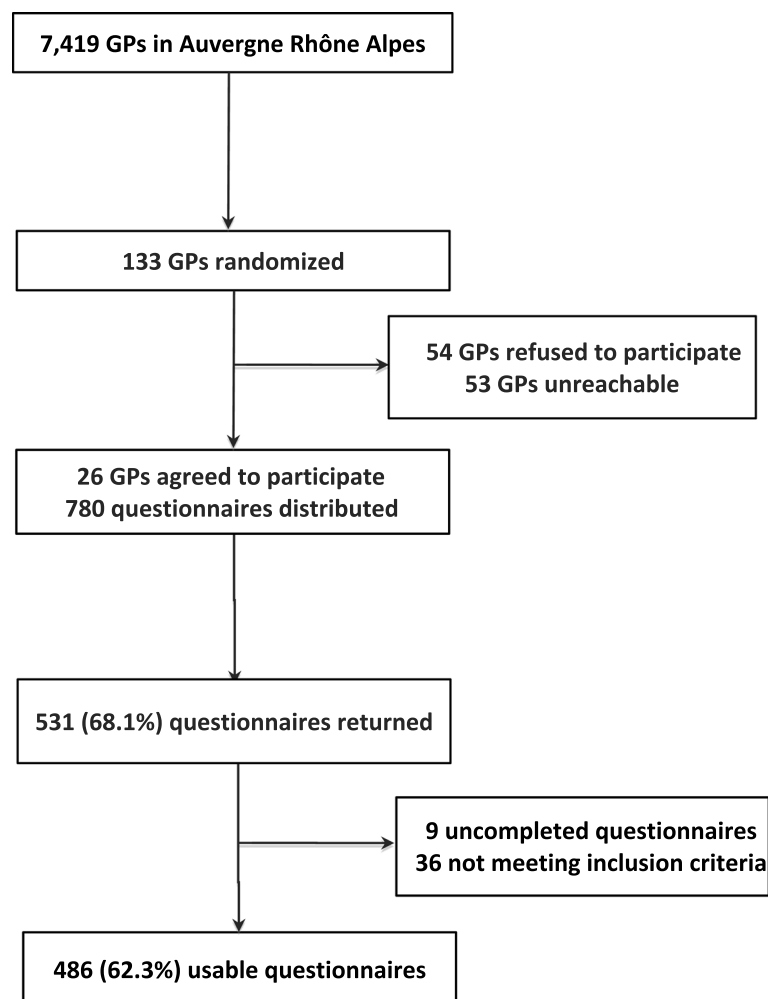 7,419 GPs in Auvergne Rhône Alpes
133 GPs randomized
54 GPs refused to participate
53 GPs unreachable
26 GPs agreed to participate
780 questionnaires distributed
531 (68.1%) questionnaires returned
9 uncompleted questionnaires
36 not meeting inclusion criteria
486 (62.3%) usable questionnaires